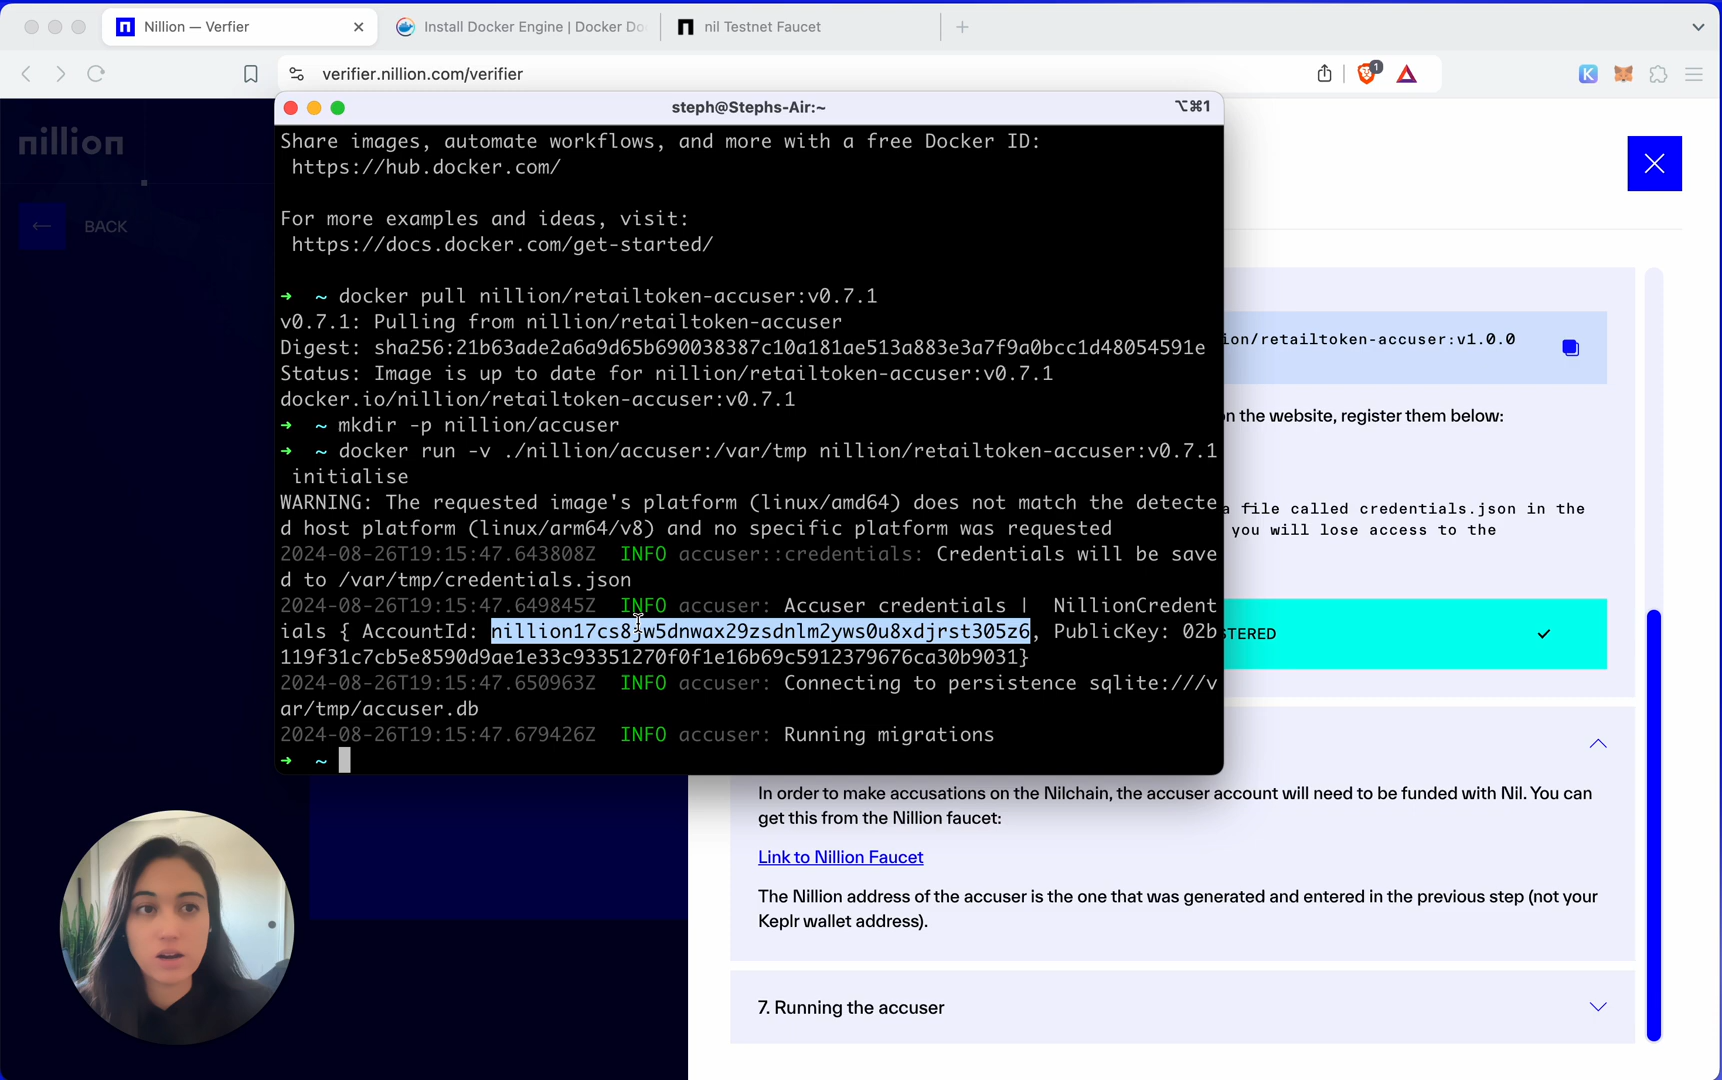 Nillion — Verfier
Install Docker Engine | Docker Do
nil Testnet Faucet
verifier.nillion.com/verifier
1
K
nillion
BACK
steph@Stephs-Air:~
⌥⌘1
Share images, automate workflows, and more with a free Docker ID:
https://hub.docker.com/
For more examples and ideas, visit:
https://docs.docker.com/get-started/
➜ ~ docker pull nillion/retailtoken-accuser:v0.7.1
v0.7.1: Pulling from nillion/retailtoken-accuser
Digest: sha256:21b63ade2a6a9d65b690038387c10a181ae513a883e3a7f9a0bcc1d48054591e
Status: Image is up to date for nillion/retailtoken-accuser:v0.7.1
docker.io/nillion/retailtoken-accuser:v0.7.1
➜ ~ mkdir -p nillion/accuser
➜ ~ docker run -v ./nillion/accuser:/var/tmp nillion/retailtoken-accuser:v0.7.1
initialise
WARNING: The requested image's platform (linux/amd64) does not match the detecte
d host platform (linux/arm64/v8) and no specific platform was requested
2024-08-26T19:15:47.643808Z INFO accuser::credentials: Credentials will be save
d to /var/tmp/credentials.json
2024-08-26T19:15:47.649845Z INFO accuser: Accuser credentials | NillionCredent
ials { AccountId: nillion17cs8jw5dnwax29zsdnlm2yws0u8xdjrst305z6, PublicKey: 02b
119f31c7cb5e8590d9ae1e33c93351270f0f1e16b69c5912379676ca30b9031}
2024-08-26T19:15:47.650963Z INFO accuser: Connecting to persistence sqlite:///v
ar/tmp/accuser.db
2024-08-26T19:15:47.679426Z INFO accuser: Running migrations
➜ ~
ion/retailtoken-accuser:v1.0.0
n the website, register them below:
a file called credentials.json in the
you will lose access to the
STERED
In order to make accusations on the Nilchain, the accuser account will need to be funded with Nil. You can
get this from the Nillion faucet:
Link to Nillion Faucet
The Nillion address of the accuser is the one that was generated and entered in the previous step (not your
Keplr wallet address).
7. Running the accuser